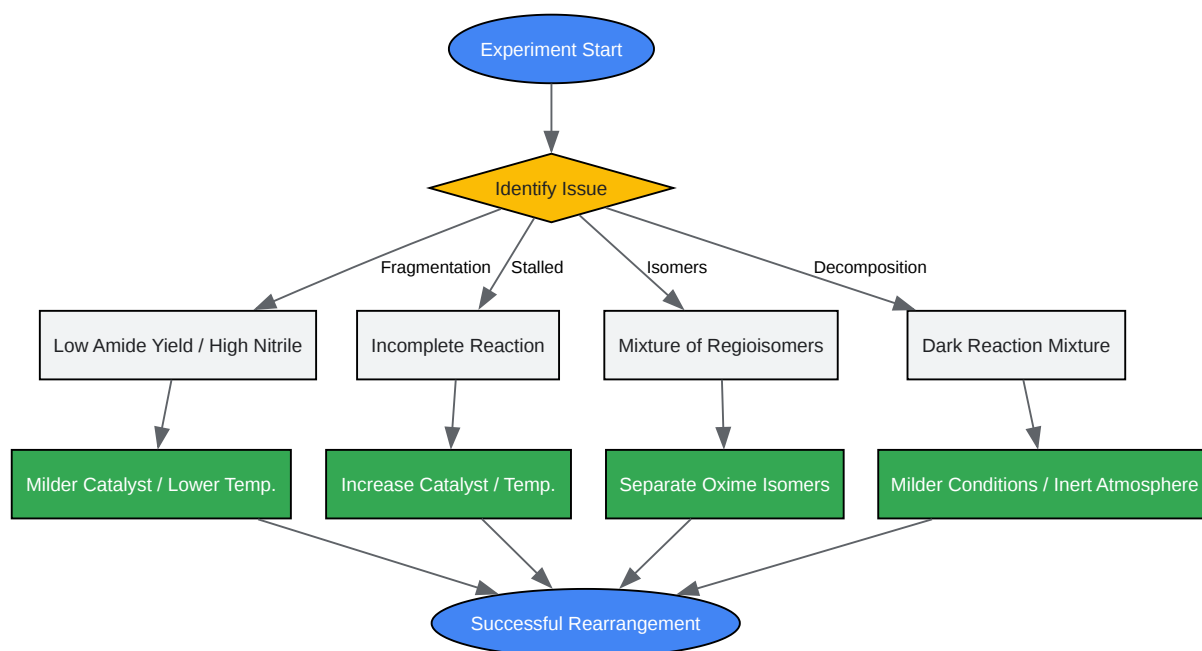 Experiment Start
Identify Issue
Fragmentation
Stalled
Isomers
Decomposition
Low Amide Yield / High Nitrile
Incomplete Reaction
Mixture of Regioisomers
Dark Reaction Mixture
Milder Catalyst / Lower Temp.
Increase Catalyst / Temp.
Separate Oxime Isomers
Milder Conditions / Inert Atmosphere
Successful Rearrangement